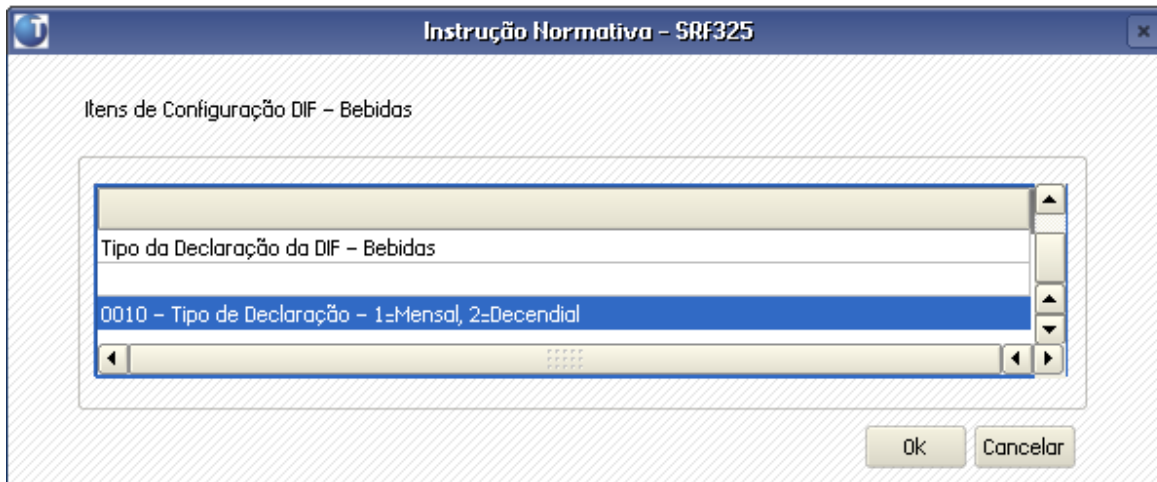 Instrução Normativa - SRF325
Itens de Configuração DIF - Bebidas
Tipo da Declaração da DIF - Bebidas
0010 - Tipo de Declaração - 1=Mensal, 2=Decendial
Ok Cancelar